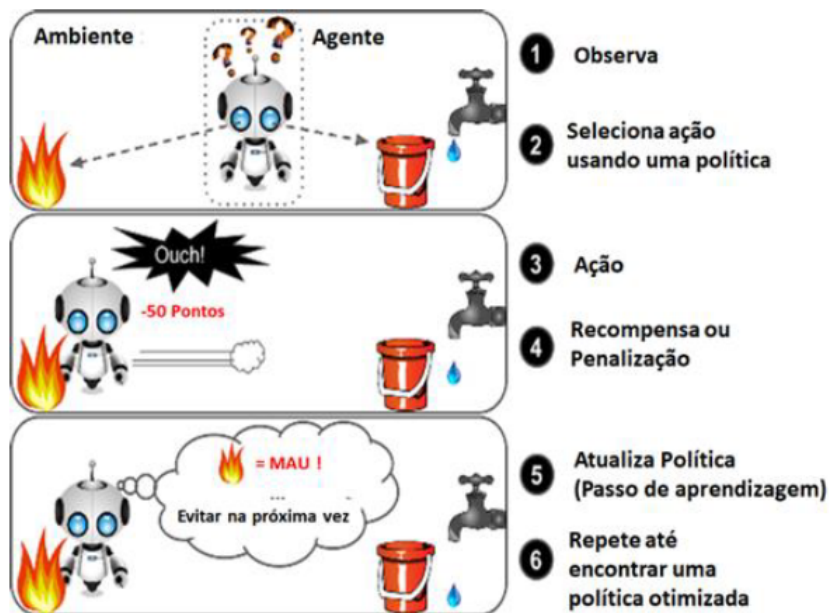 Ambiente
Agente
? ? ?
1 Observa
2 Seleciona ação
usando uma política
Ouch!
-50 Pontos
3 Ação
4 Recompensa ou
Penalização
= MAU !
...
Evitar na próxima vez
5 Atualiza Política
(Passo de aprendizagem)
6 Repete até
encontrar uma
política otimizada